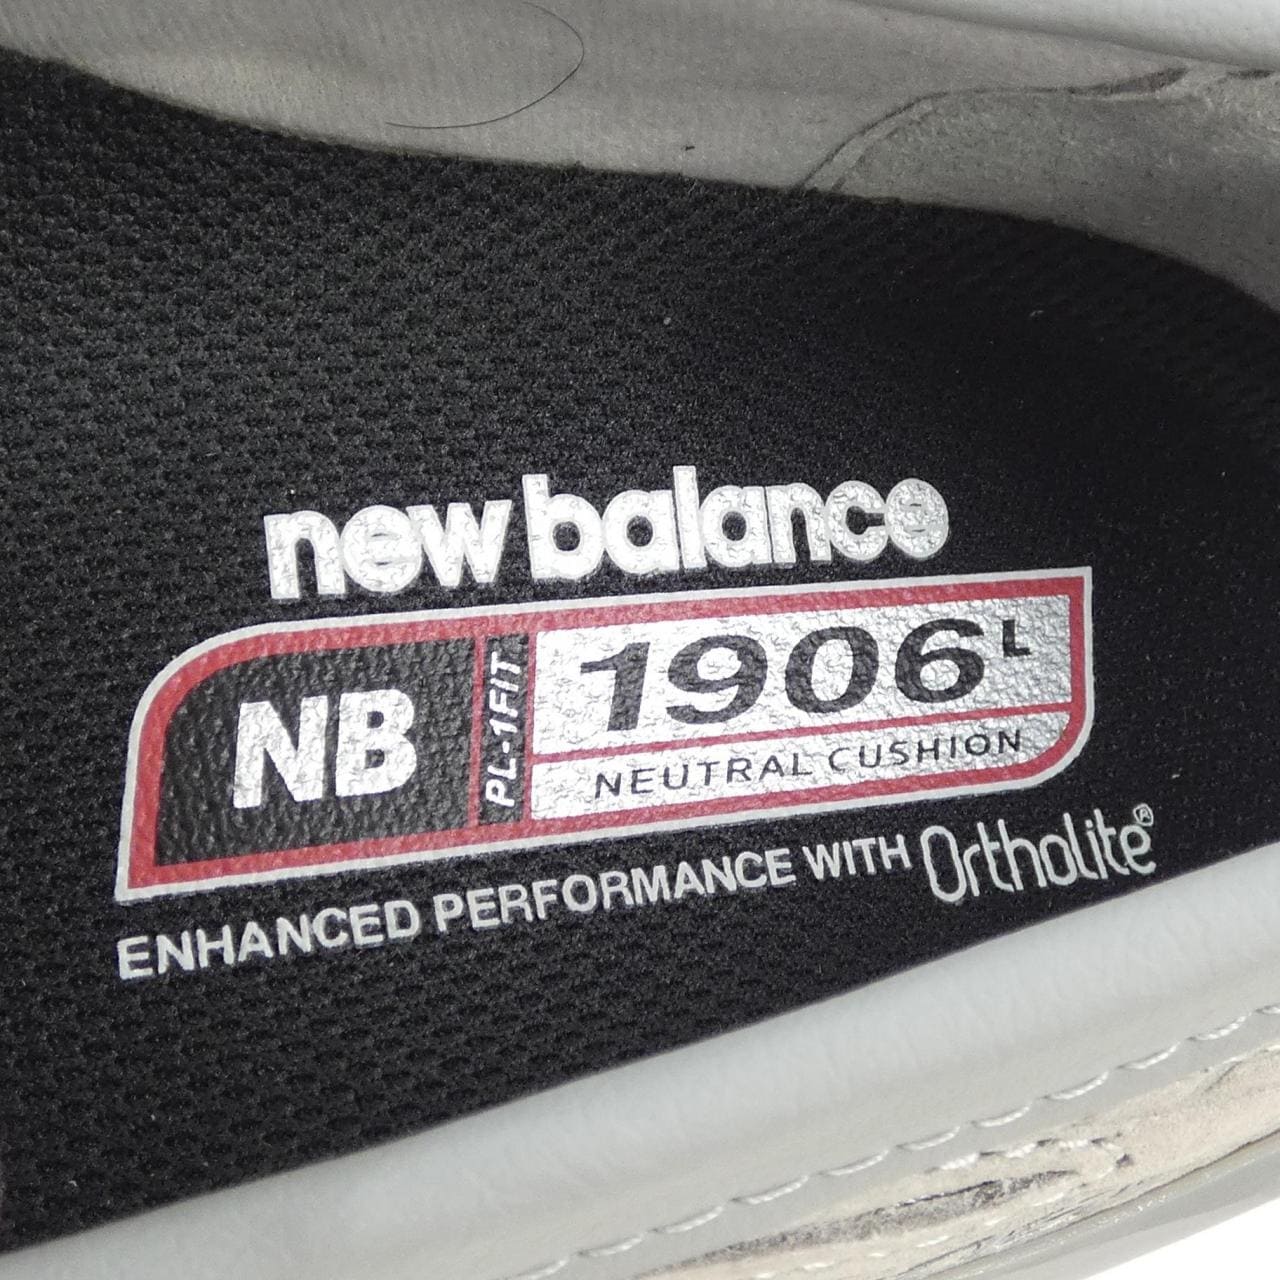 new balance
NB
PL-1FIT
1906L
NEUTRAL CUSHION
ENHANCED PERFORMANCE WITH Ortholite®